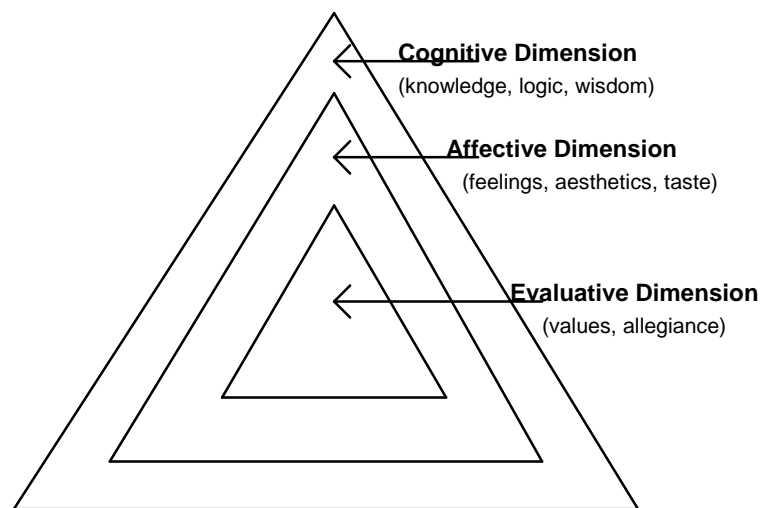 Cognitive Dimension
(knowledge, logic, wisdom)
Affective Dimension
(feelings, aesthetics, taste)
Evaluative Dimension
(values, allegiance)